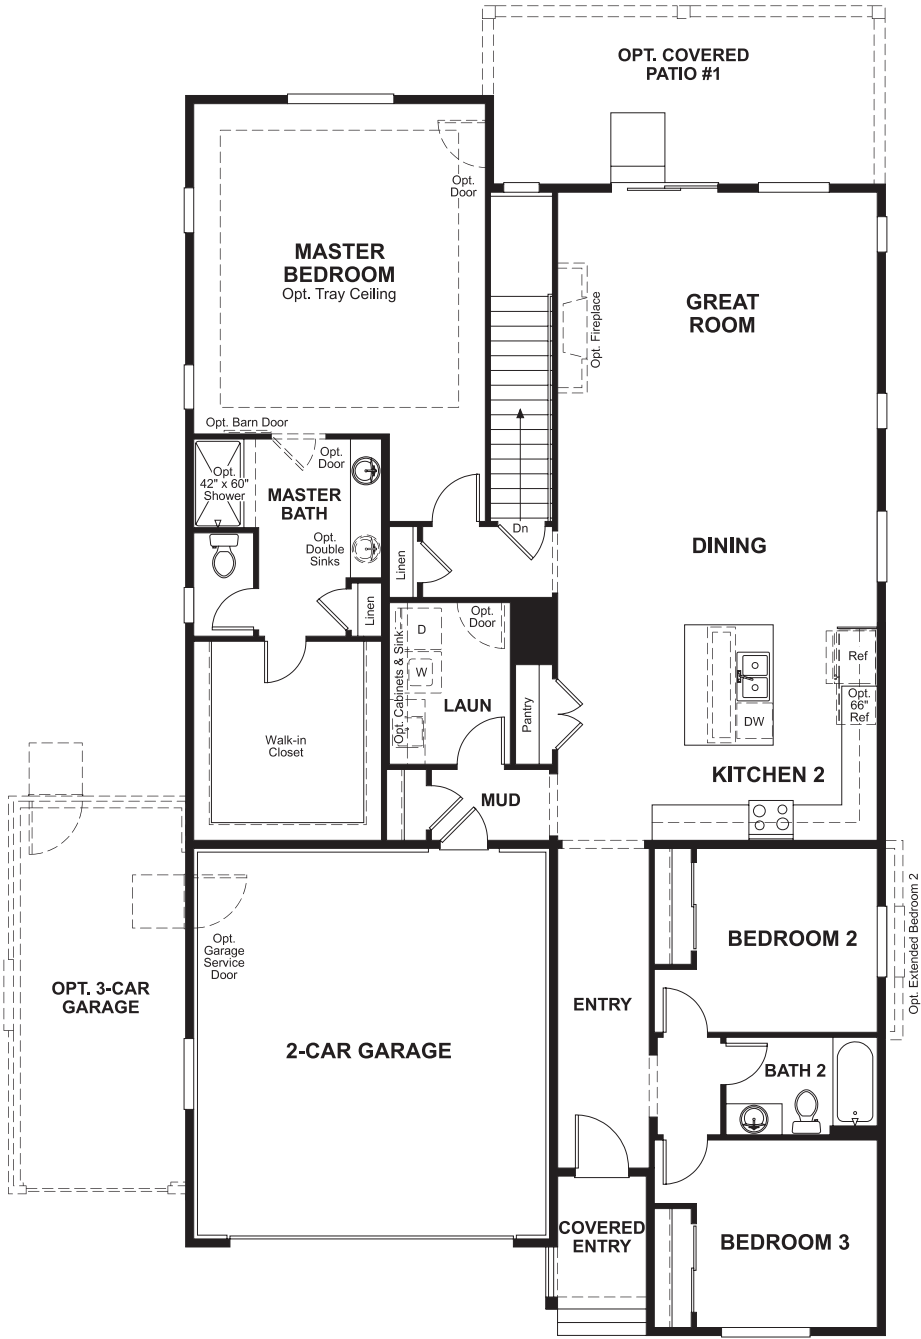 OPT. COVERED
PATIO #1
Opt.
Door
MASTER
BEDROOM
Opt. Tray Ceiling
GREAT
ROOM
Opt. Fireplace
Opt. Barn Door
Opt.
Door
Opt.
42" x 60"
Shower
MASTER
BATH
Opt.
Double
Sinks
Dn
Linen
DINING
Linen
Opt. Cabinets & Sink
D
W
Opt.
Door
LAUN
Pantry
Ref
Opt.
66"
Ref
DW
KITCHEN 2
Walk-in
Closet
MUD
Opt.
Garage
Service
Door
OPT. 3-CAR
GARAGE
2-CAR GARAGE
ENTRY
BEDROOM 2
Opt. Extended Bedroom 2
BATH 2
COVERED
ENTRY
BEDROOM 3